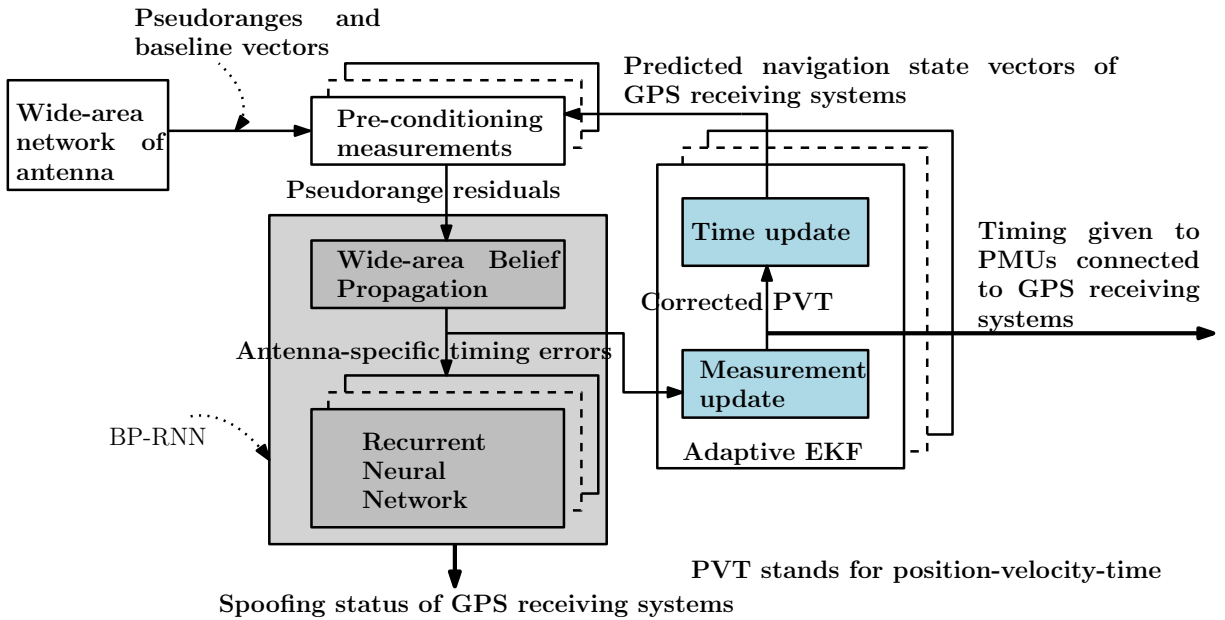 Pseudoranges and
baseline vectors
Wide-area
network of
antenna
Pre-conditioning
measurements
Predicted navigation state vectors of
GPS receiving systems
Pseudorange residuals
Wide-area Belief
Propagation
Time update
Corrected PVT
Timing given to
PMUs connected
to GPS receiving
systems
Antenna-specific timing errors
Measurement
update
BP-RNN
Recurrent
Neural
Network
Adaptive EKF
PVT stands for position-velocity-time
Spoofing status of GPS receiving systems